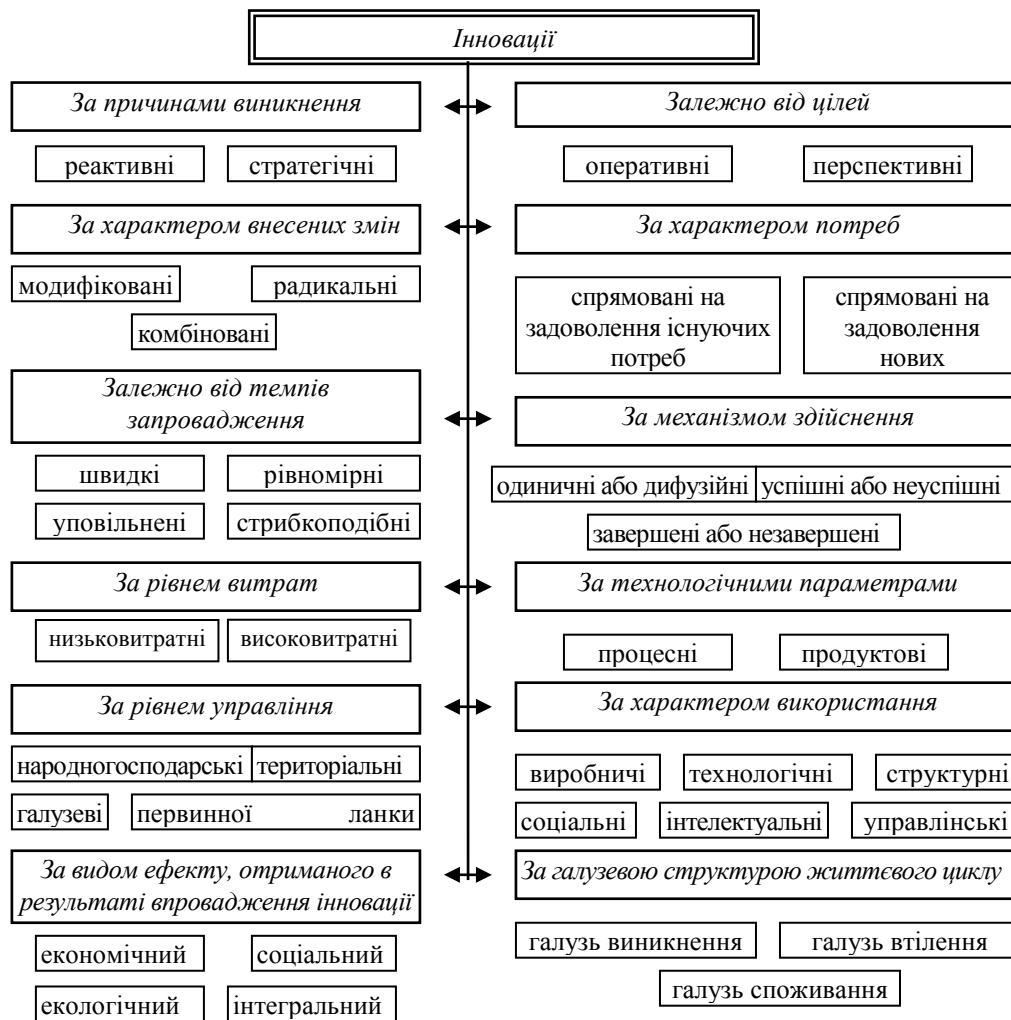 Інновації
За причинами виникнення
Залежно від цілей
реактивні
стратегічні
оперативні
перспективні
За характером внесених змін
За характером потреб
модифіковані
радикальні
комбіновані
спрямовані на
задоволення існуючих
потреб
спрямовані на
задоволення
нових
Залежно від темпів
запровадження
За механізмом здійснення
швидкі
рівномірні
уповільнені
стрибкоподібні
одиничні або дифузійні
успішні або неуспішні
завершені або незавершені
За рівнем витрат
За технологічними параметрами
низьковитратні
високовитратні
процесні
продуктові
За рівнем управління
За характером використання
народногосподарські
територіальні
галузеві
первинної ланки
виробничі
технологічні
структурні
соціальні
інтелектуальні
управлінські
За видом ефекту, отриманого в
результаті впровадження інновації
За галузевою структурою життєвого циклу
економічний
соціальний
екологічний
інтегральний
галузь виникнення
галузь втілення
галузь споживання